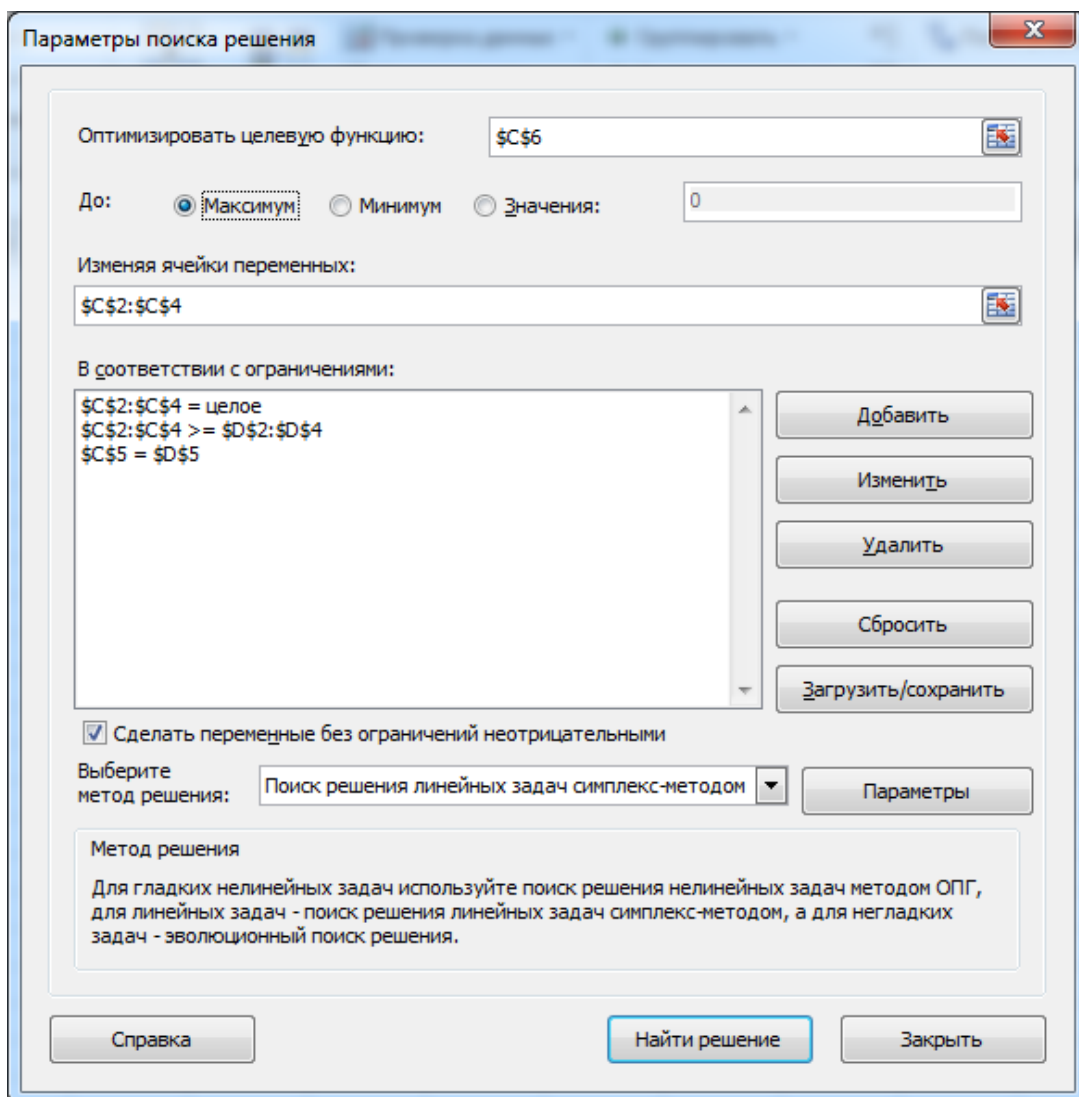 Параметры поиска решения
Оптимизировать целевую функцию: $C$6
До: Максимум Минимум Значения: 0
Изменяя ячейки переменных:
$C$2:$C$4
В соответствии с ограничениями:
$C$2:$C$4 = целое
$C$2:$C$4 >= $D$2:$D$4
$C$5 = $D$5
Добавить
Изменить
Удалить
Сбросить
Загрузить/сохранить
Сделать переменные без ограничений неотрицательными
Выберите
метод решения:
Поиск решения линейных задач симплекс-методом
Параметры
Метод решения
Для гладких нелинейных задач используйте поиск решения нелинейных задач методом ОПГ,
для линейных задач - поиск решения линейных задач симплекс-методом, а для негладких
задач - эволюционный поиск решения.
Справка Найти решение Закрыть